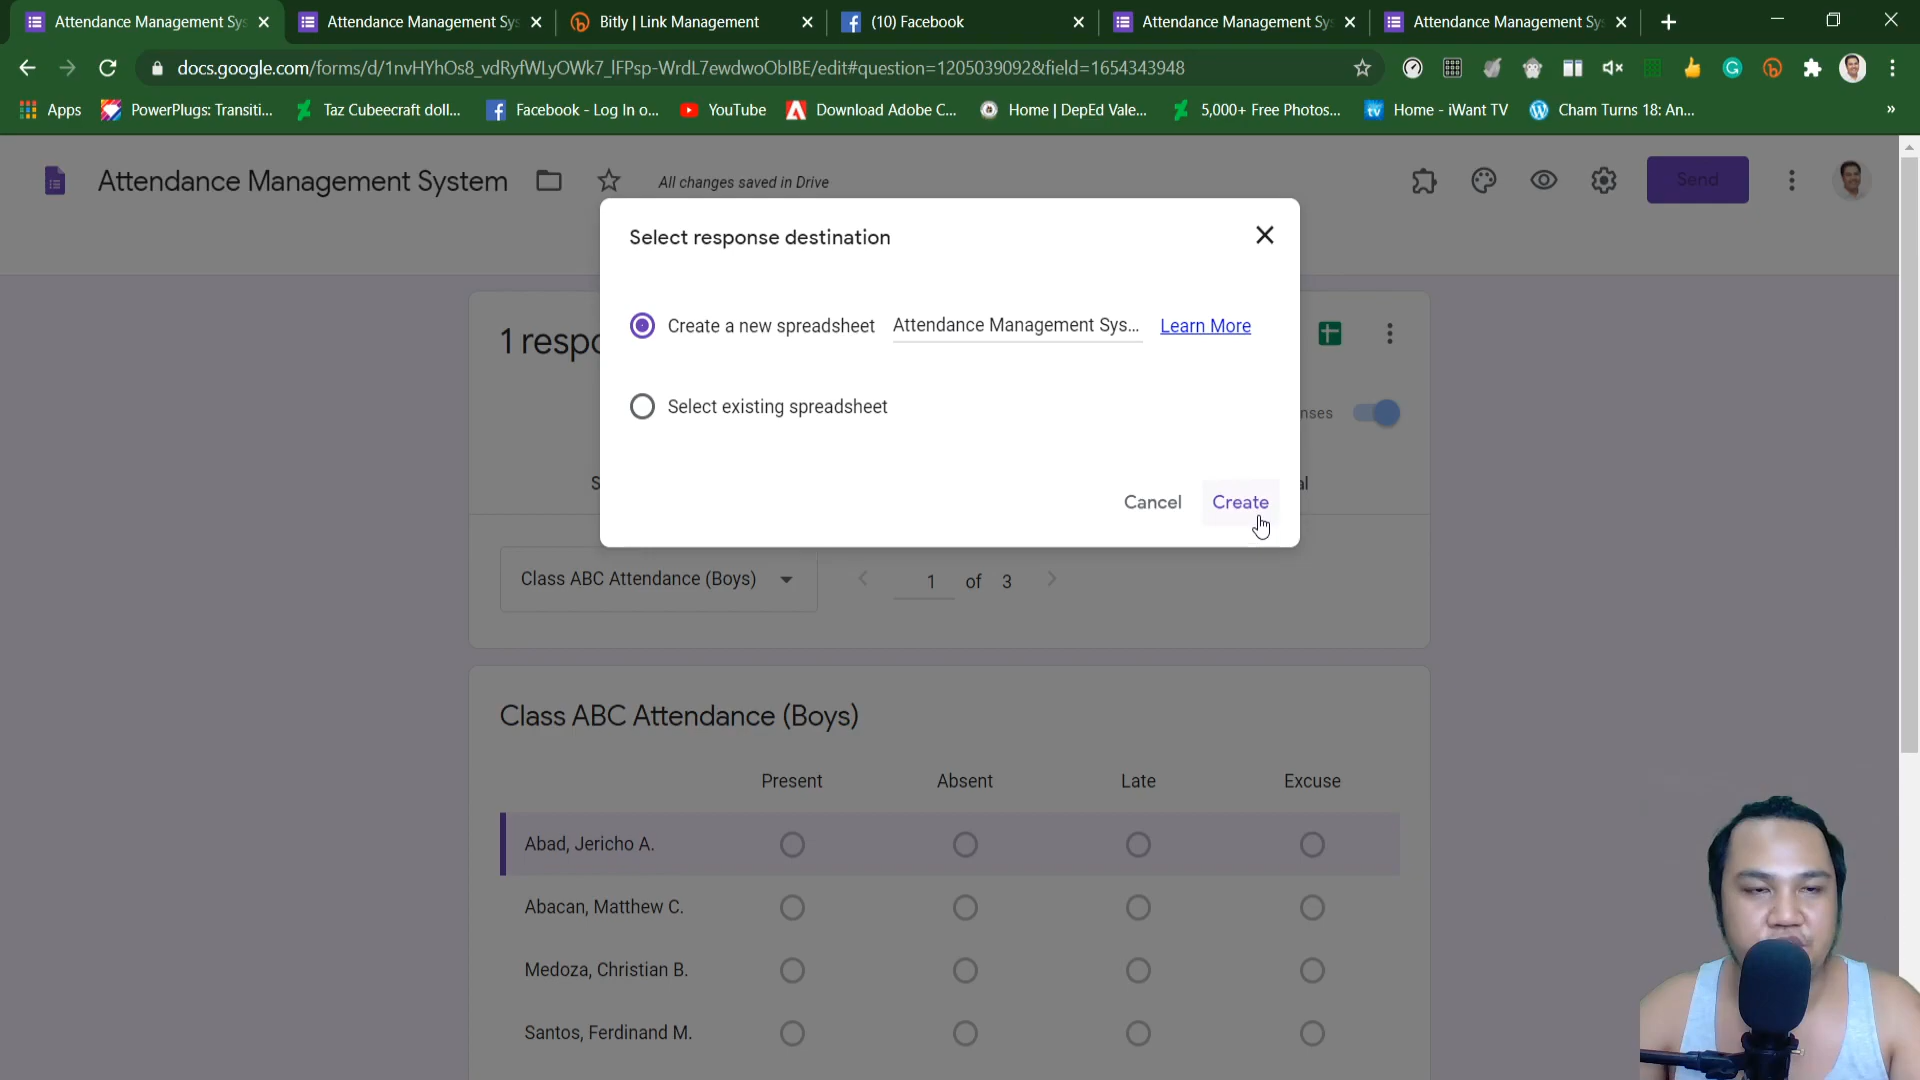 Attendance Management Sy
Attendance Management Sy
Bitly | Link Management
(10) Facebook
Attendance Management Sy
Attendance Management Sy
docs.google.com/forms/d/1nvHYhOs8_vdRyfWLyOWk7_lFPsp-WrdL7ewdwoOblBE/edit#question=1205039092&field=1654343948
Apps
PowerPlugs: Transiti...
Taz Cubeecraft doll...
Facebook - Log In o...
YouTube
Download Adobe C...
Home | DepEd Vale...
5,000+ Free Photos...
Home - iWant TV
Cham Turns 18: An...
»
Attendance Management System
All changes saved in Drive
Send
Select response destination
Create a new spreadsheet
Attendance Management Sys...
Learn More
1 respo
Select existing spreadsheet
nses
S
al
Cancel
Create
Class ABC Attendance (Boys)
1 of 3
Class ABC Attendance (Boys)
Present
Absent
Late
Excuse
Abad, Jericho A.
Abacan, Matthew C.
Medoza, Christian B.
Santos, Ferdinand M.